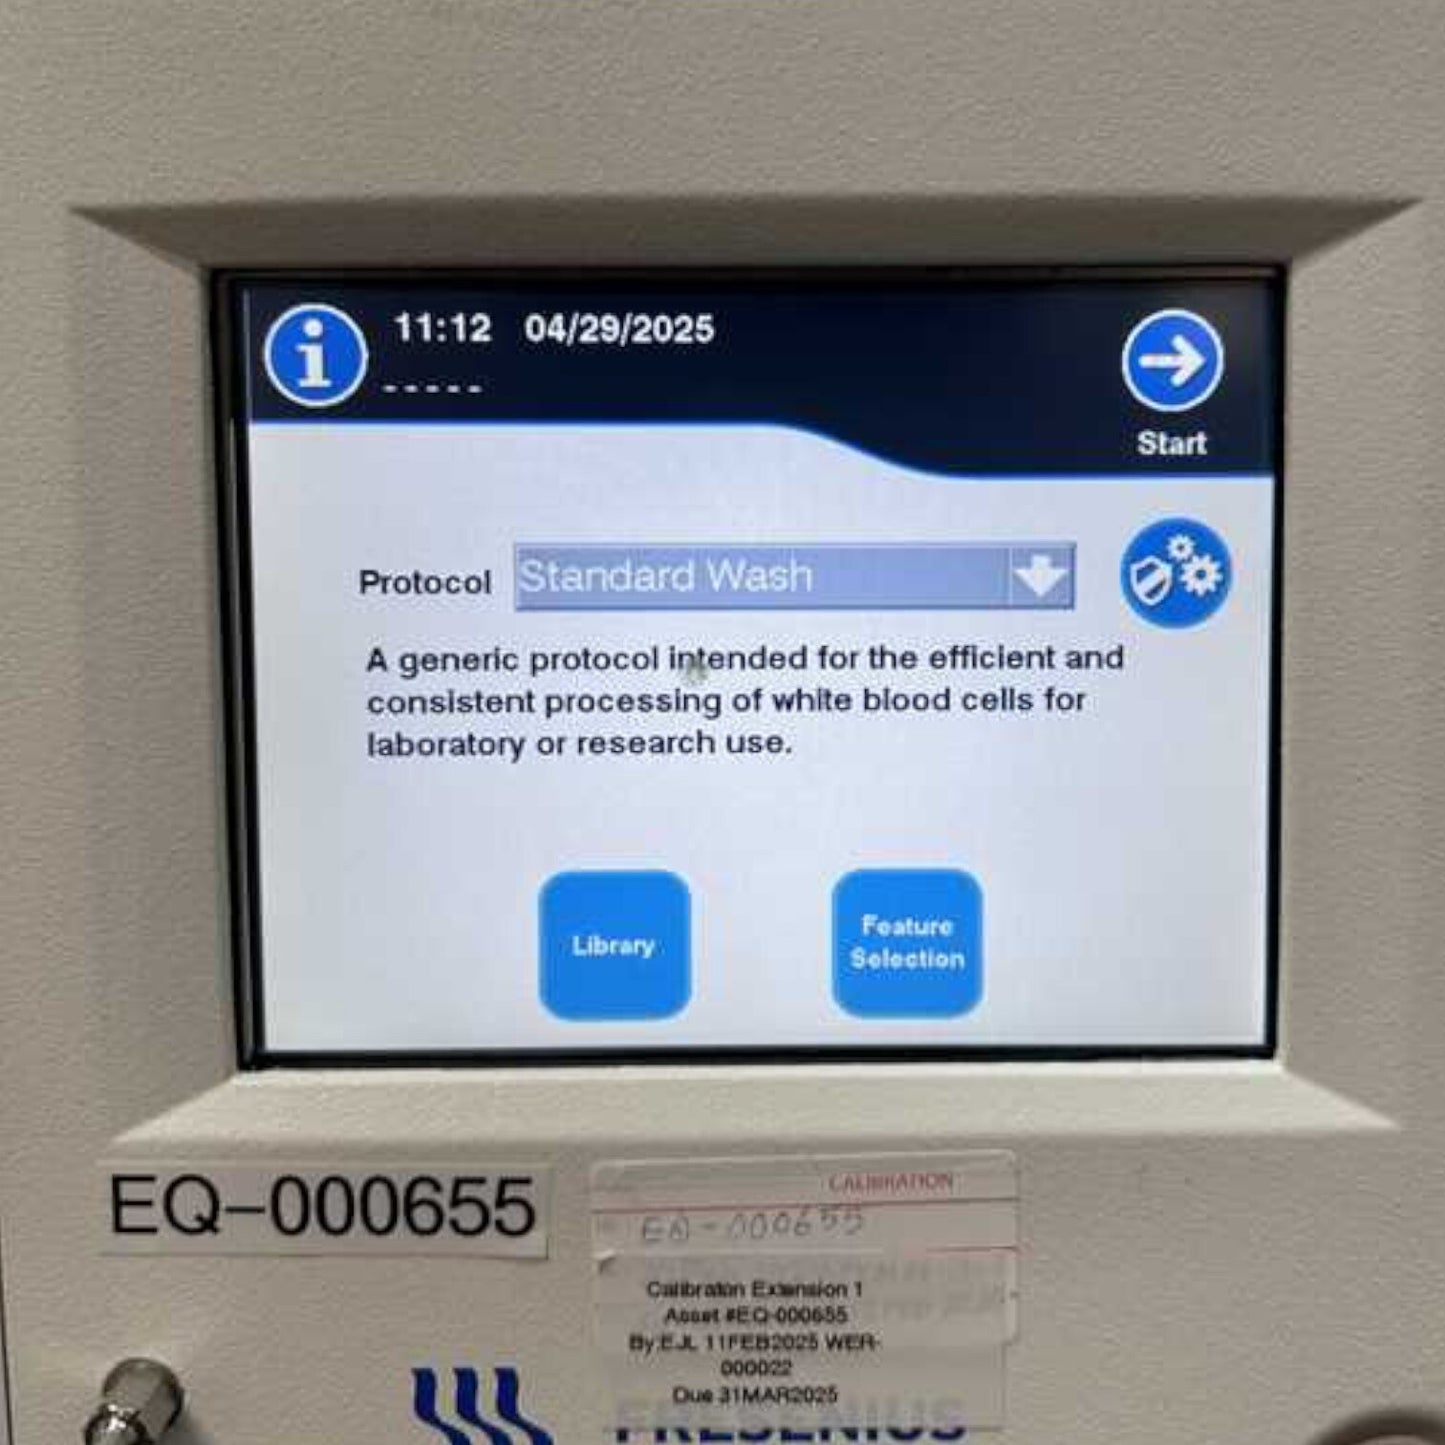 11:12 04/29/2025
-----
Start
Protocol Standard Wash
A generic protocol intended for the efficient and
consistent processing of white blood cells for
laboratory or research use.
Library
Feature
Selection
EQ-000655
CALIBRATION
EQ-000655
Calibraton Extension 1
Asset #EQ-000655
By:EJL 11FEB2025 WER-
000022
Due 31MAR2025
FRESENIUS